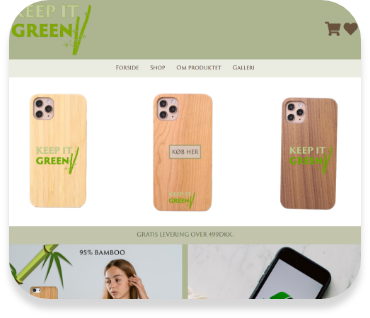 KEEP IT
GREEN
Forside Shop Om produktet Galleri
KEEP IT
GREEN
KØB HER
KEEP IT
GREEN
KEEP IT
GREEN
GRATIS LEVERING OVER 499DKK.
95% BAMBOO